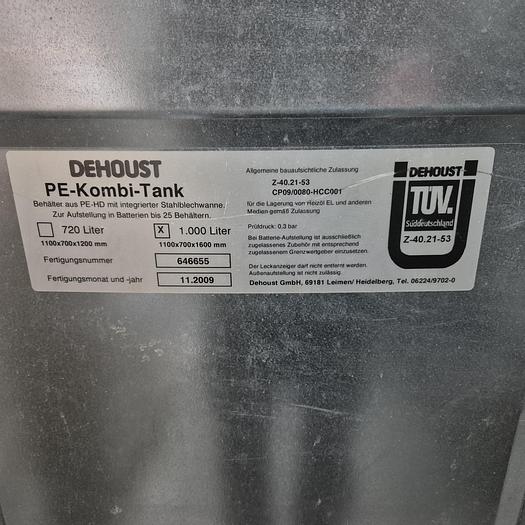 DEHOUST
PE-Kombi-Tank
Behälter aus PE-HD mit integrierter Stahlblechwanne.
Zur Aufstellung in Batterien bis 25 Behältern.
720 Liter
X 1.000 Liter
1100x700x1200 mm
1100x700x1600 mm
Fertigungsnummer
646655
Fertigungsmonat und -jahr
11.2009
Allgemeine bauaufsichtliche Zulassung
Z-40.21-53
CP09/0080-HCC001
für die Lagerung von Heizöl EL und anderen
Medien gemäß Zulassung
Prüfdruck: 0,3 bar
Bei Batterie-Aufstellung ist ausschließlich
zugelassenes Zubehör mit entsprechend
zugelassenem Grenzwertgeber einzusetzen.
Der Leckanzeiger darf nicht entfernt werden.
Außenaufstellung ist nicht zulässig.
Dehoust GmbH, 69181 Leimen/ Heidelberg, Tel. 06224/9702-0
DEHOUST
TÜV
Süddeutschland
Z-40.21-53